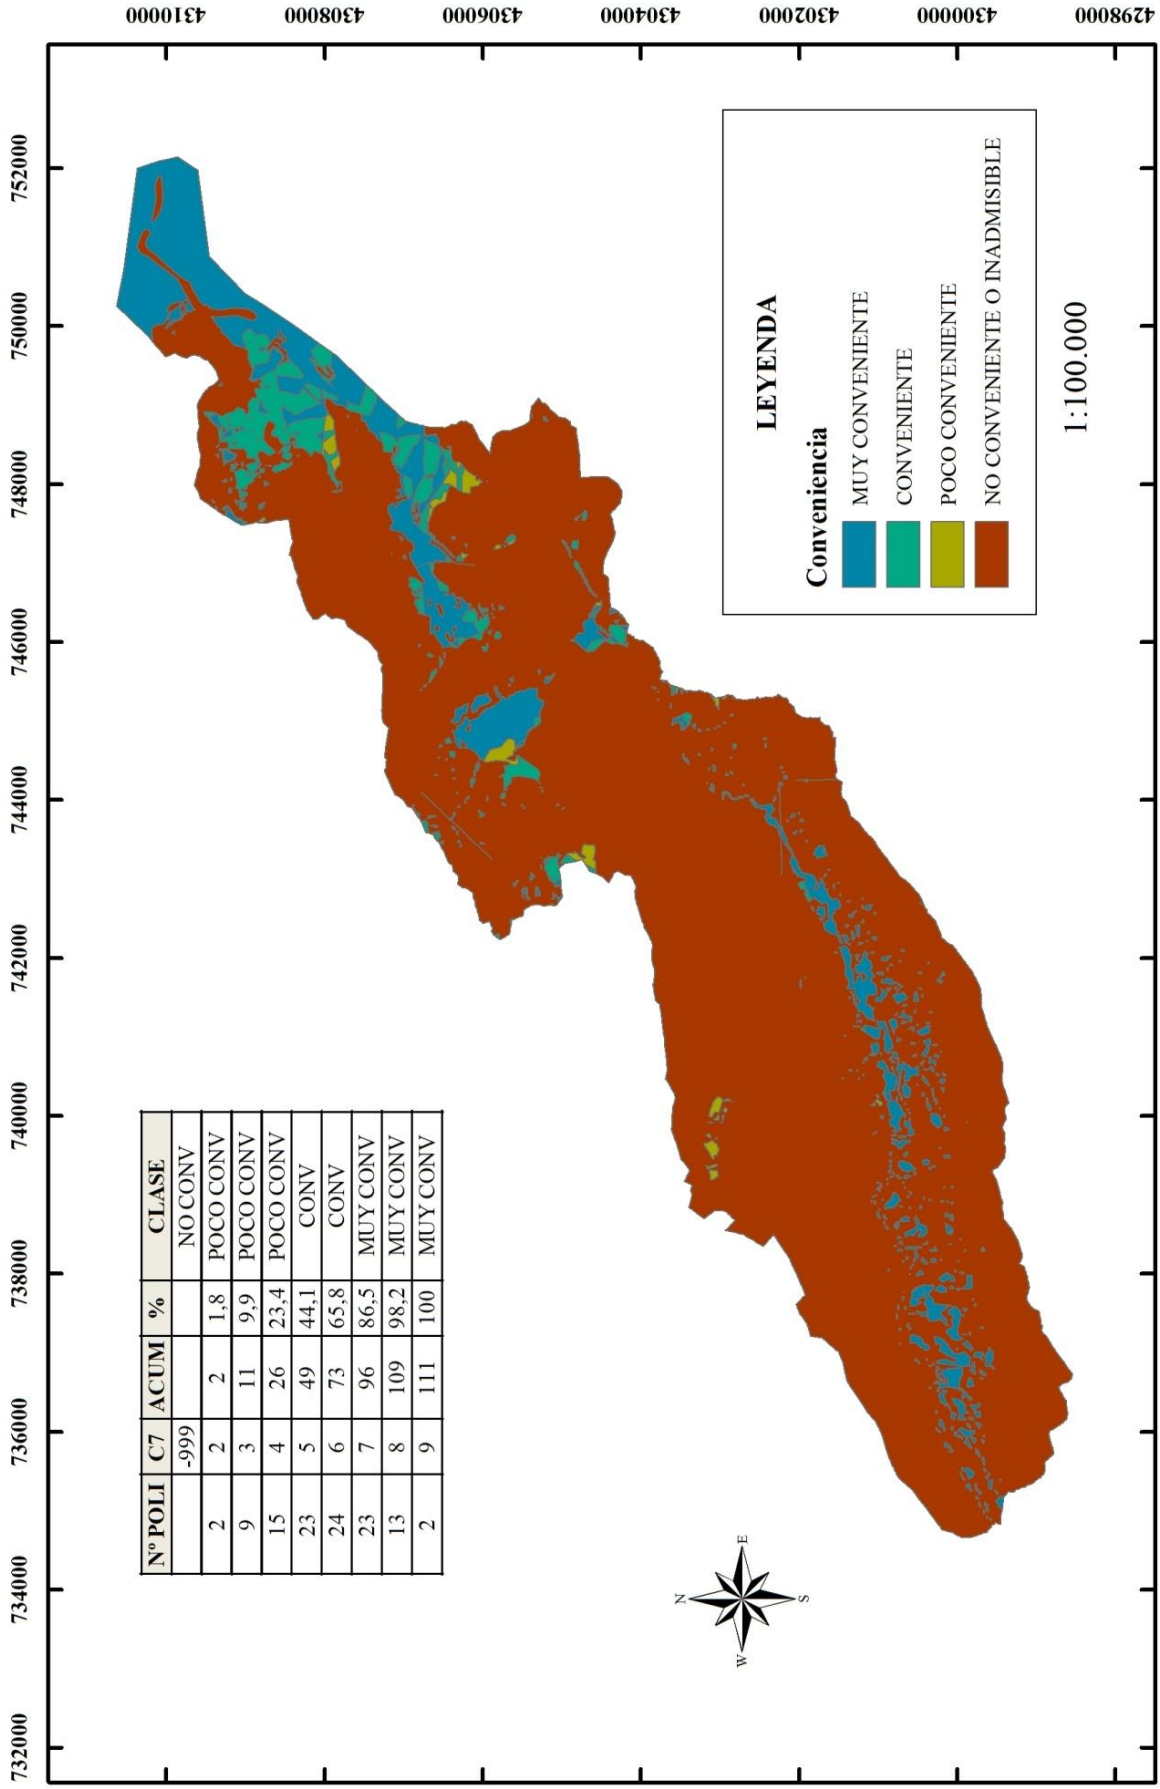 732000 734000 736000 738000 740000 742000 744000 746000 748000 750000 752000
4310000
4308000
4306000
4304000
4302000
4300000
4298000
Nº POLI C7 ACUM % CLASE
-999 NO CONV
2 2 2 1,8 POCO CONV
9 3 11 9,9 POCO CONV
15 4 26 23,4 POCO CONV
23 5 49 44,1 CONV
24 6 73 65,8 CONV
23 7 96 86,5 MUY CONV
13 8 109 98,2 MUY CONV
2 9 111 100 MUY CONV
N
W E
S
LEYENDA
Conveniencia
MUY CONVENIENTE
CONVENIENTE
POCO CONVENIENTE
NO CONVENIENTE O INADMISIBLE
1:100.000